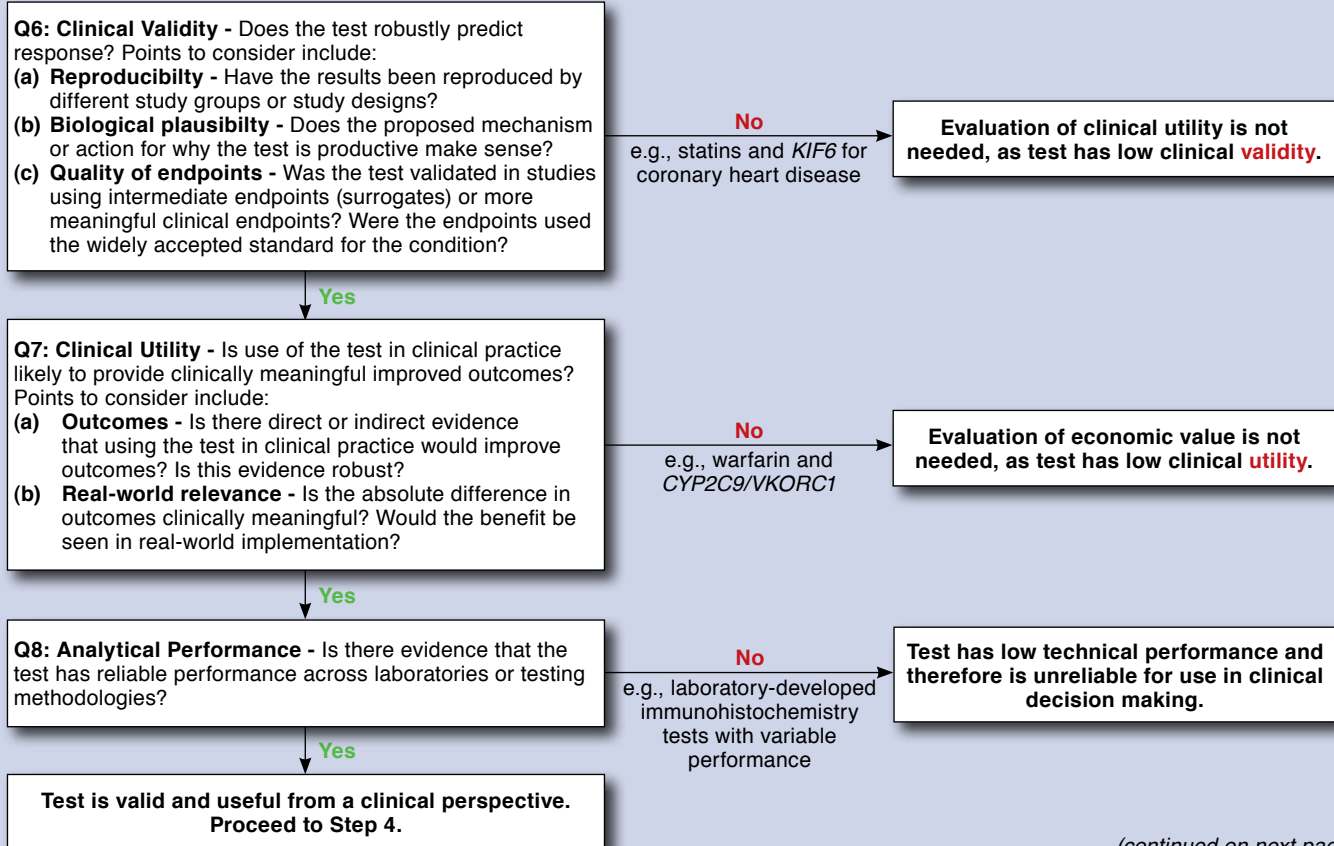 Q6: Clinical Validity - Does the test robustly predict
response? Points to consider include:
(a) Reproducibilty - Have the results been reproduced by
different study groups or study designs?
(b) Biological plausibilty - Does the proposed mechanism
or action for why the test is productive make sense?
(c) Quality of endpoints - Was the test validated in studies
using intermediate endpoints (surrogates) or more
meaningful clinical endpoints? Were the endpoints used
the widely accepted standard for the condition?
No
e.g., statins and KIF6 for
coronary heart disease
Evaluation of clinical utility is not
needed, as test has low clinical validity.
Yes
Q7: Clinical Utility - Is use of the test in clinical practice
likely to provide clinically meaningful improved outcomes?
Points to consider include:
(a) Outcomes - Is there direct or indirect evidence
that using the test in clinical practice would improve
outcomes? Is this evidence robust?
(b) Real-world relevance - Is the absolute difference in
outcomes clinically meaningful? Would the benefit be
seen in real-world implementation?
No
e.g., warfarin and
CYP2C9/VKORC1
Evaluation of economic value is not
needed, as test has low clinical utility.
Yes
Q8: Analytical Performance - Is there evidence that the
test has reliable performance across laboratories or testing
methodologies?
No
e.g., laboratory-developed
immunohistochemistry
tests with variable
performance
Test has low technical performance and
therefore is unreliable for use in clinical
decision making.
Yes
Test is valid and useful from a clinical perspective.
Proceed to Step 4.
(continued on next pag